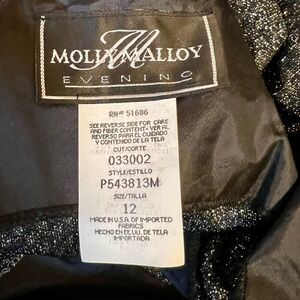 M
MOLLY MALLOY
EVENING
RN# 51686
SEE REVERSE SIDE FOR CARE
AND FIBER CONTENT - VER AL
REVERSO PARA EL CUIDADO
Y CONTENIDO DE LA TELA
CUT/CORTE
033002
STYLE/ESTILO
P543813M
SIZE/TALLA
12
MADE IN U.S.A. OF IMPORTED
FABRICS
HECHO EN EE.UU. DE TELA
IMPORTADA